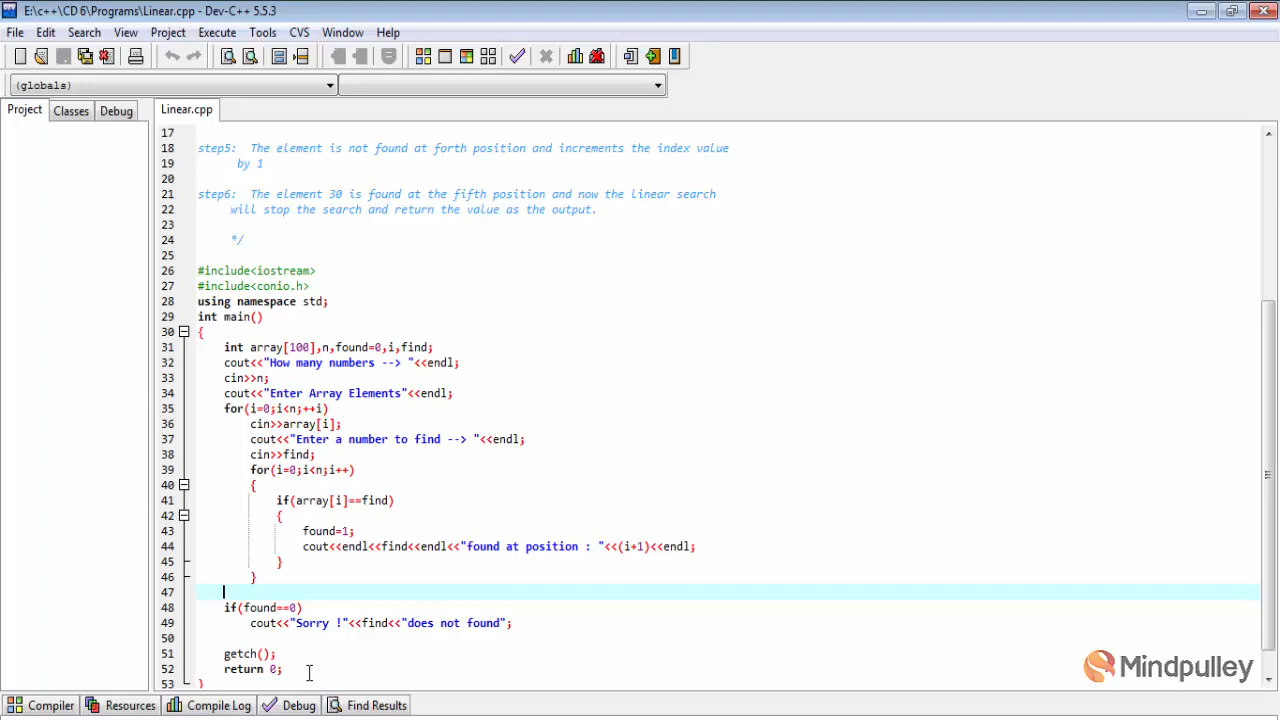 E:\c++\CD 6\Programs\Linear.cpp - Dev-C++ 5.5.3
File Edit Search View Project Execute Tools CVS Window Help
(globals)
Project Classes Debug Linear.cpp
17
18 step5: The element is not found at forth position and increments the index value
19 by 1
20
21 step6: The element 30 is found at the fifth position and now the linear search
22 will stop the search and return the value as the output.
23
24 */
25
26 #include<iostream>
27 #include<conio.h>
28 using namespace std;
29 int main()
30 {
31 int array[100],n,found=0,i,find;
32 cout<<"How many numbers --> "<<endl;
33 cin>>n;
34 cout<<"Enter Array Elements"<<endl;
35 for(i=0;i<n;++i)
36 cin>>array[i];
37 cout<<"Enter a number to find --> "<<endl;
38 cin>>find;
39 for(i=0;i<n;i++)
40 {
41 if(array[i]==find)
42 {
43 found=1;
44 cout<<endl<<find<<endl<<"found at position : "<<(i+1)<<endl;
45 }
46 }
47
48 if(found==0)
49 cout<<"Sorry !"<<find<<"does not found";
50
51 getch();
52 return 0;
53 }
Mindpulley
Compiler Resources Compile Log Debug Find Results